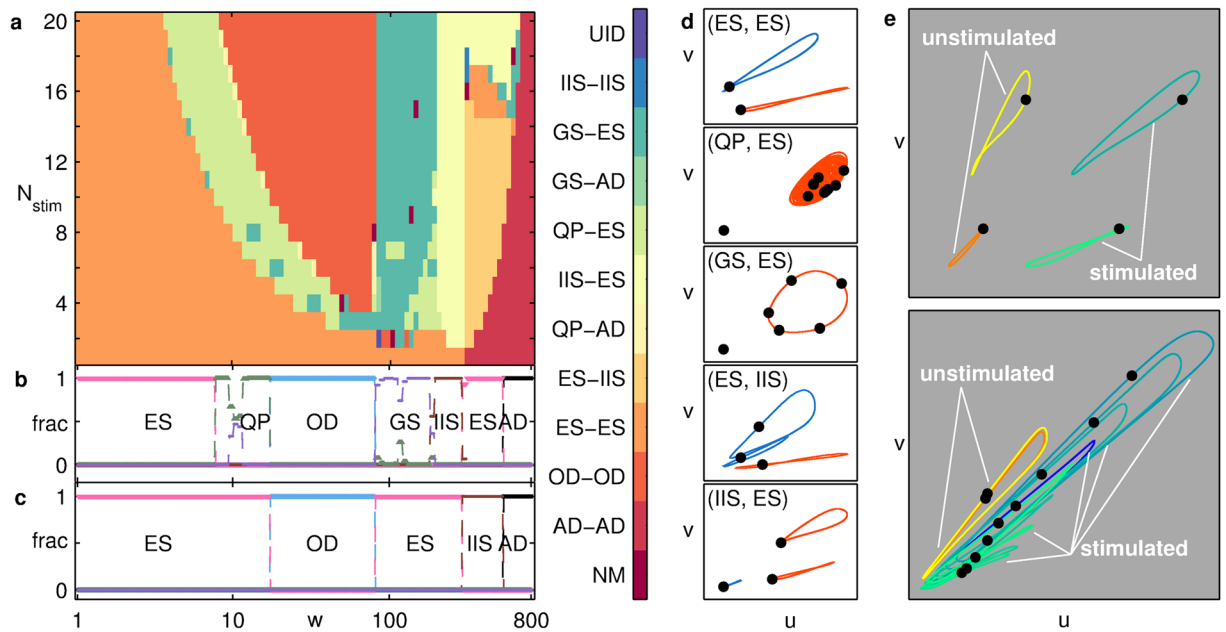 a
20
16
12
8
4
N_stim
UID
IIS–IIS
GS–ES
GS–AD
QP–ES
IIS–ES
QP–AD
ES–IIS
ES–ES
OD–OD
AD–AD
NM
b
1
frac
0
ES
QP
OD
GS
IIS
ES
AD
c
1
frac
0
ES
OD
ES
IIS
AD
1
10
w
100
800
d
(ES, ES)
v
(QP, ES)
v
(GS, ES)
v
(ES, IIS)
v
(IIS, ES)
v
u
e
unstimulated
v
stimulated
unstimulated
v
stimulated
u